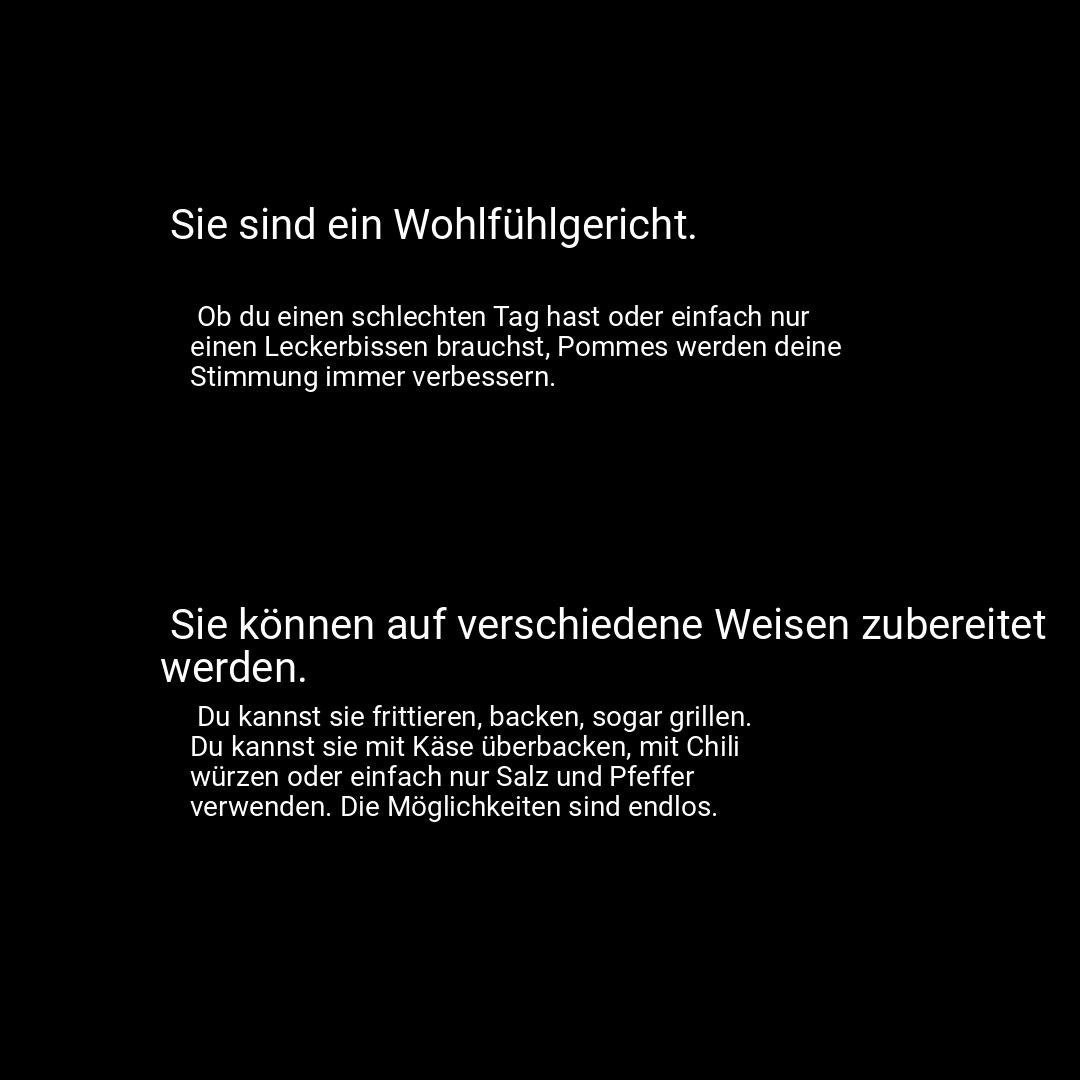 Sie sind ein Wohlfühlgericht.
Ob du einen schlechten Tag hast oder einfach nur
einen Leckerbissen brauchst, Pommes werden deine
Stimmung immer verbessern.
Sie können auf verschiedene Weisen zubereitet
werden.
Du kannst sie frittieren, backen, sogar grillen.
Du kannst sie mit Käse überbacken, mit Chili
würzen oder einfach nur Salz und Pfeffer
verwenden. Die Möglichkeiten sind endlos.